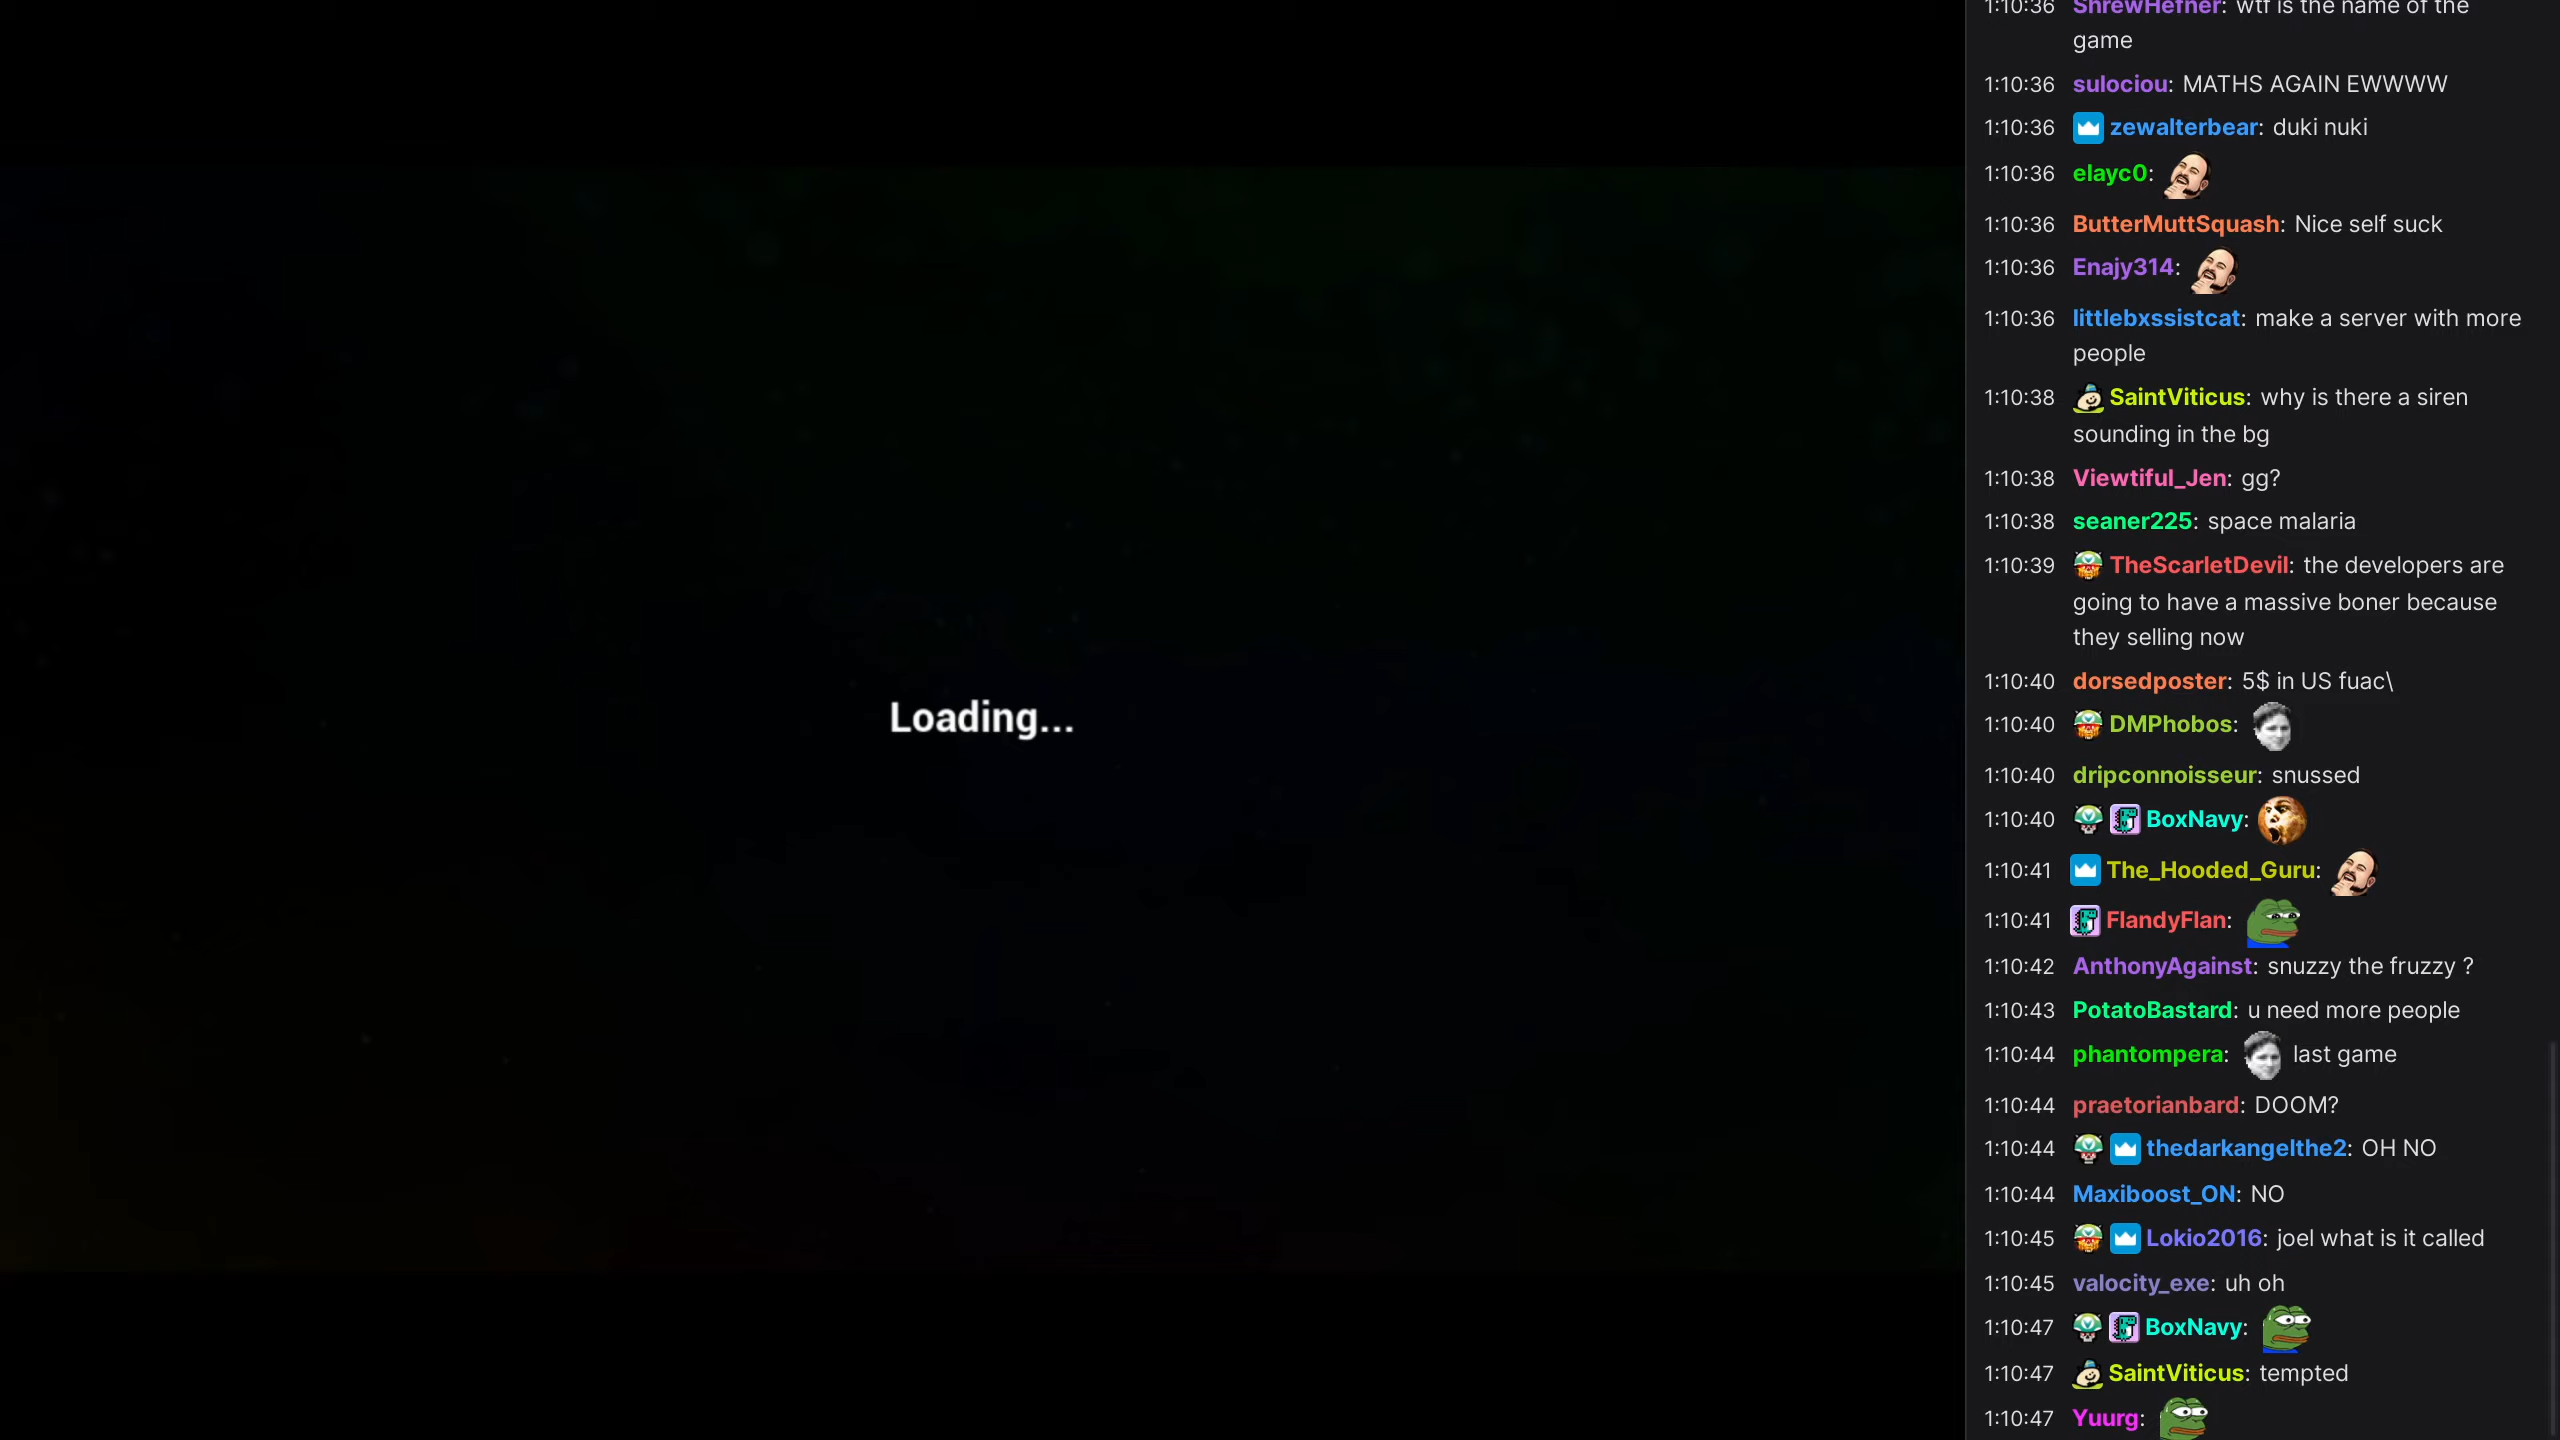 Loading...
1:10:36 ShrewHefner: wtf is the name of the
game
1:10:36 sulociou: MATHS AGAIN EWWWW
1:10:36 zewalterbear: duki nuki
1:10:36 elayc0:
1:10:36 ButterMuttSquash: Nice self suck
1:10:36 Enajy314:
1:10:36 littlebxssistcat: make a server with more
people
1:10:38 SaintViticus: why is there a siren
sounding in the bg
1:10:38 Viewtiful_Jen: gg?
1:10:38 seaner225: space malaria
1:10:39 TheScarletDevil: the developers are
going to have a massive boner because
they selling now
1:10:40 dorsedposter: 5$ in US fuac\
1:10:40 DMPhobos:
1:10:40 dripconnoisseur: snussed
1:10:40 BoxNavy:
1:10:41 The_Hooded_Guru:
1:10:41 FlandyFlan:
1:10:42 AnthonyAgainst: snuzzy the fruzzy ?
1:10:43 PotatoBastard: u need more people
1:10:44 phantompera: last game
1:10:44 praetorianbard: DOOM?
1:10:44 thedarkangelthe2: OH NO
1:10:44 Maxiboost_ON: NO
1:10:45 Lokio2016: joel what is it called
1:10:45 valocity_exe: uh oh
1:10:47 BoxNavy:
1:10:47 SaintViticus: tempted
1:10:47 Yuurg: